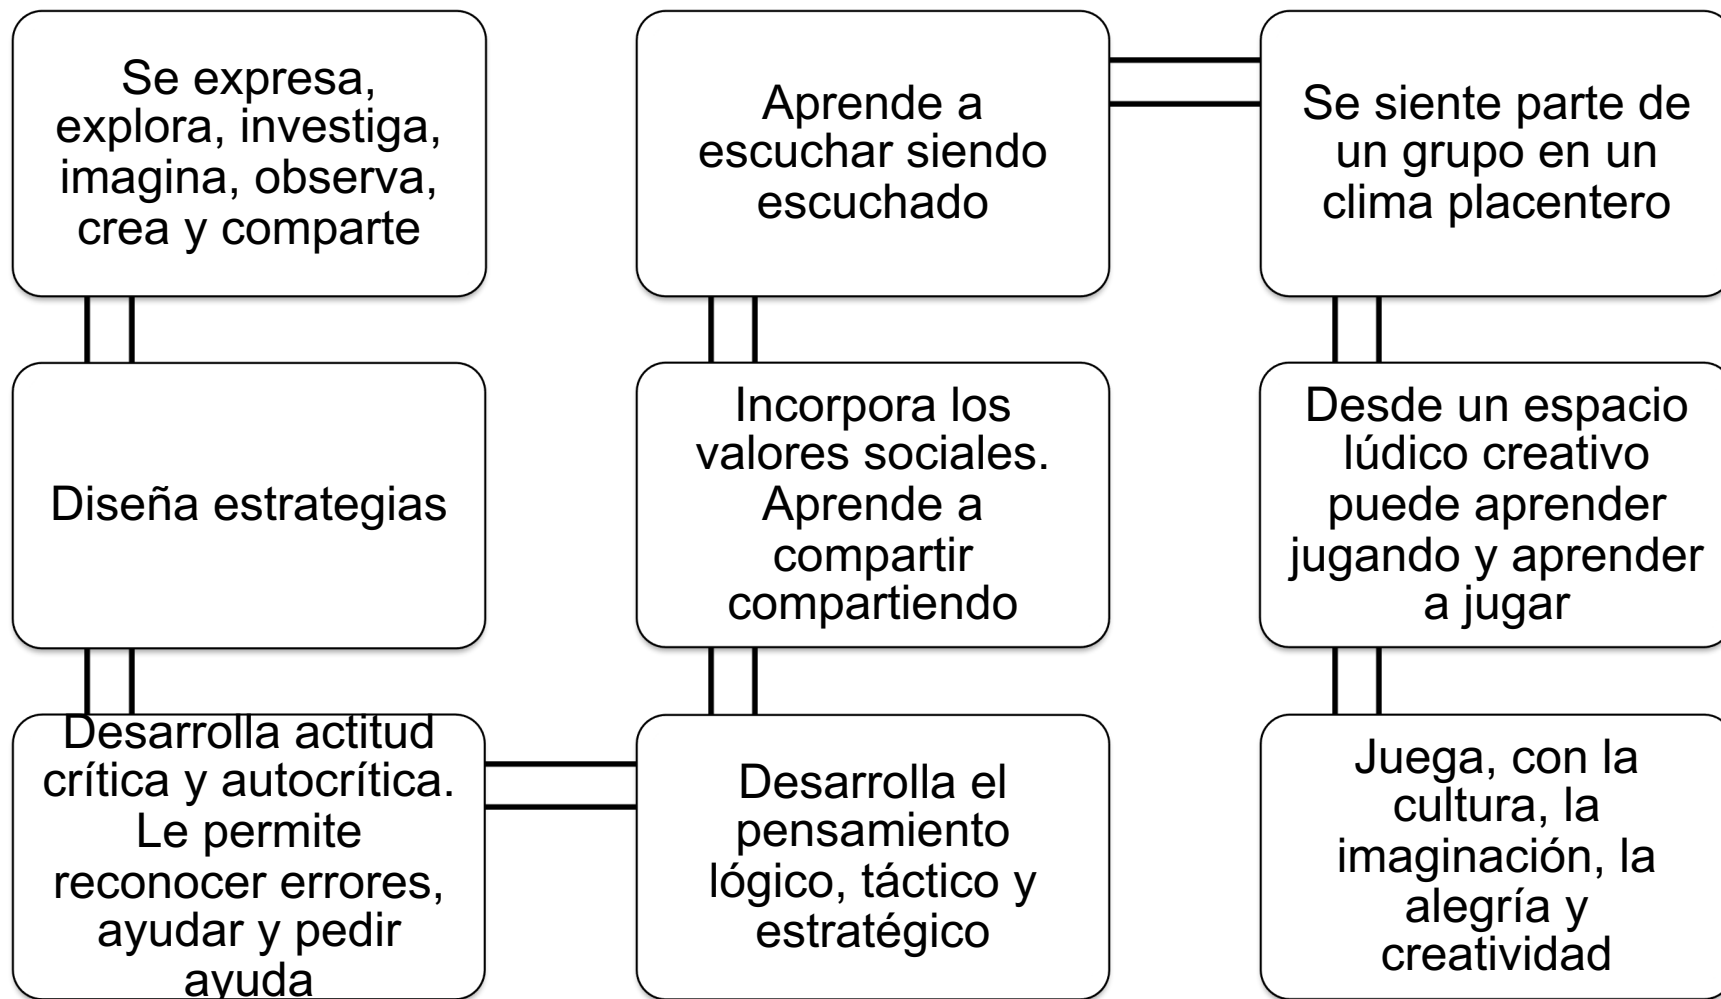 Se expresa,
explora, investiga,
imagina, observa,
crea y comparte
Diseña estrategias
Desarrolla actitud
crítica y autocrítica.
Le permite
reconocer errores,
ayudar y pedir
ayuda
Desarrolla el
pensamiento
lógico, táctico y
estratégico
Incorpora los
valores sociales.
Aprende a
compartir
compartiendo
Aprende a
escuchar siendo
escuchado
Se siente parte de
un grupo en un
clima placentero
Desde un espacio
lúdico creativo
puede aprender
jugando y aprender
a jugar
Juega, con la
cultura, la
imaginación, la
alegría y
creatividad